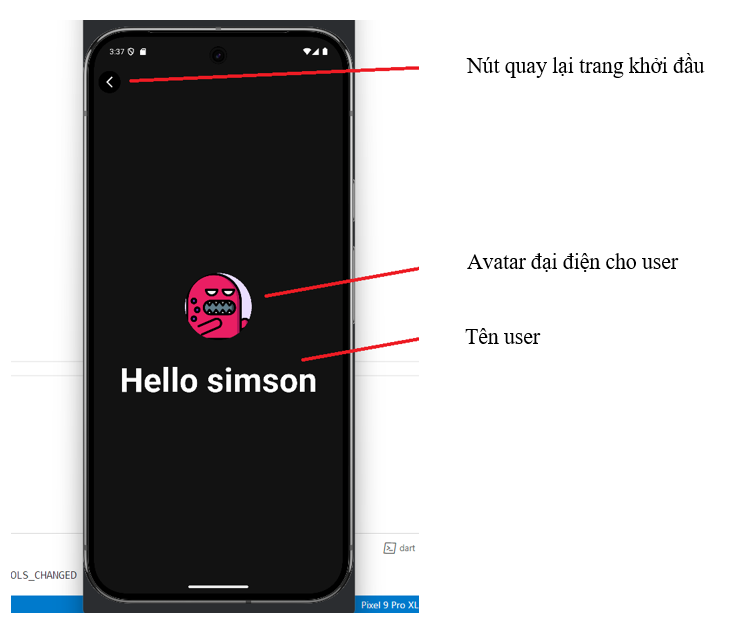 3:37
Nút quay lại trang khởi đầu
Avatar đại điện cho user
Tên user
Hello simson
dart
OLS_CHANGED
Pixel 9 Pro XL